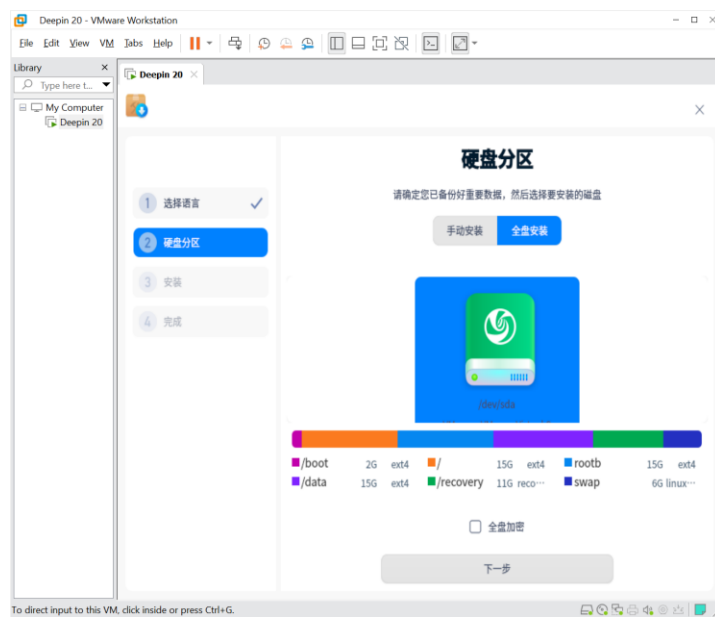 Deepin 20 - VMware Workstation
File Edit View VM Tabs Help
Library
Type here t...
My Computer
Deepin 20
Deepin 20
1 选择语言
2 硬盘分区
3 安装
4 完成
硬盘分区
请确定您已备份好重要数据，然后选择要安装的磁盘
手动安装 全盘安装
/dev/sda
/boot 2G ext4 / 15G ext4 rootb 15G ext4
/data 15G ext4 /recovery 11G reco··· swap 6G linux···
全盘加密
下一步
To direct input to this VM, click inside or press Ctrl+G.